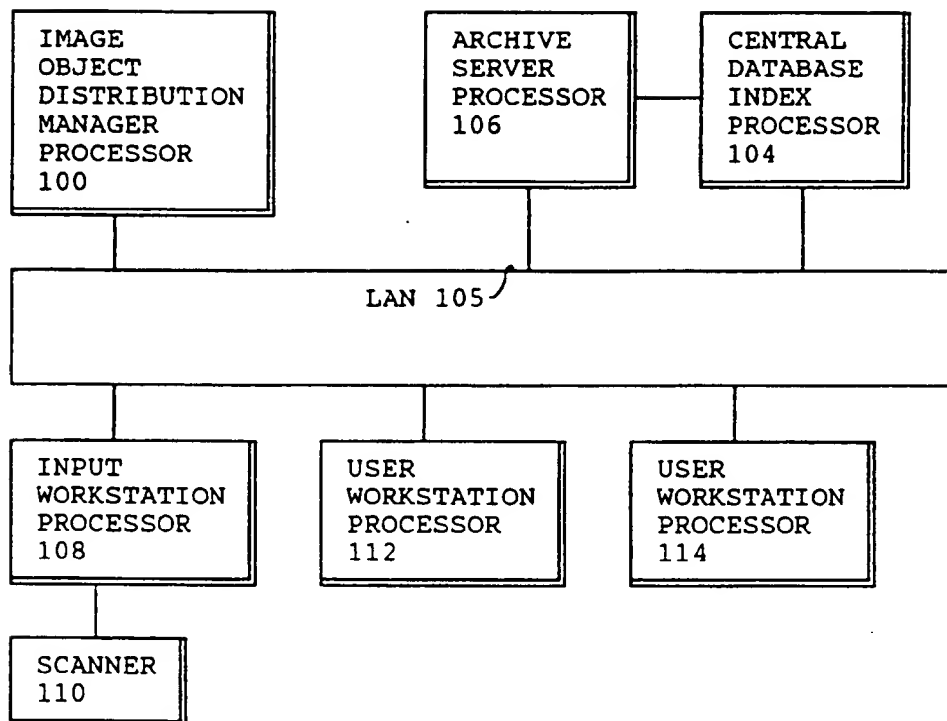 IMAGE
OBJECT
DISTRIBUTION
MANAGER
PROCESSOR
100
ARCHIVE
SERVER
PROCESSOR
106
CENTRAL
DATABASE
INDEX
PROCESSOR
104
LAN 105
INPUT
WORKSTATION
PROCESSOR
108
USER
WORKSTATION
PROCESSOR
112
USER
WORKSTATION
PROCESSOR
114
SCANNER
110